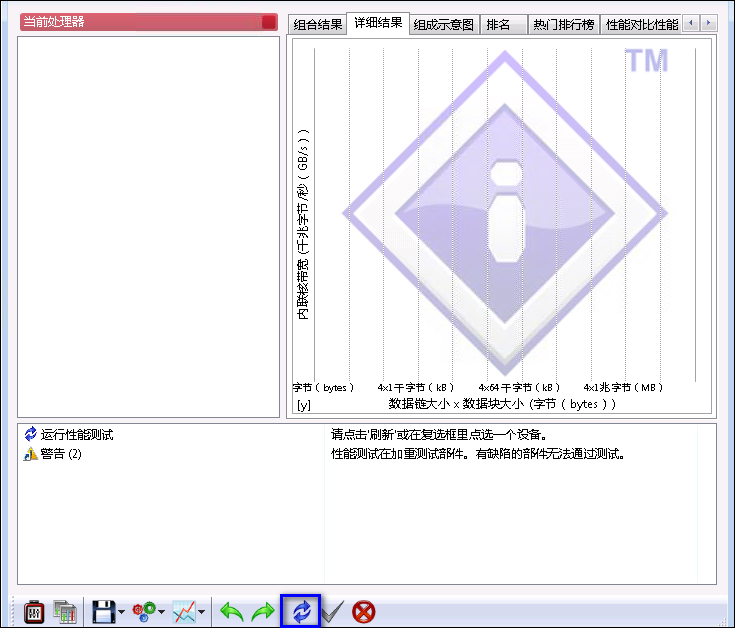 当前处理器
组合结果 详细结果 组成示意图 排名 热门排行榜 性能对比性能
TM
内联核带宽 (千兆字节/秒 ( GB/s ) )
字节 ( bytes ) 4x1千字节 ( kB ) 4x64千字节 ( kB ) 4x1兆字节 ( MB )
[y] 数据链大小 x 数据块大小 (字节 ( bytes ) )
运行性能测试 请点击'刷新'或在复选框里点选一个设备。
警告 (2) 性能测试在加重测试部件。有缺陷的部件无法通过测试。